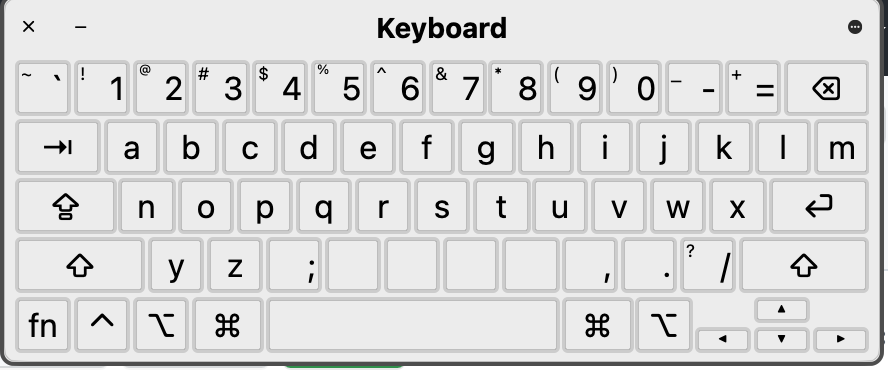 Keyboard
~ ` ! 1 @ 2 # 3 $ 4 % 5 ^ 6 & 7 * 8 ( 9 ) 0 _ - + =
a b c d e f g h i j k l m
n o p q r s t u v w x
y z ; , . ? /
fn ^ ⌥ ⌘ ⌘ ⌥